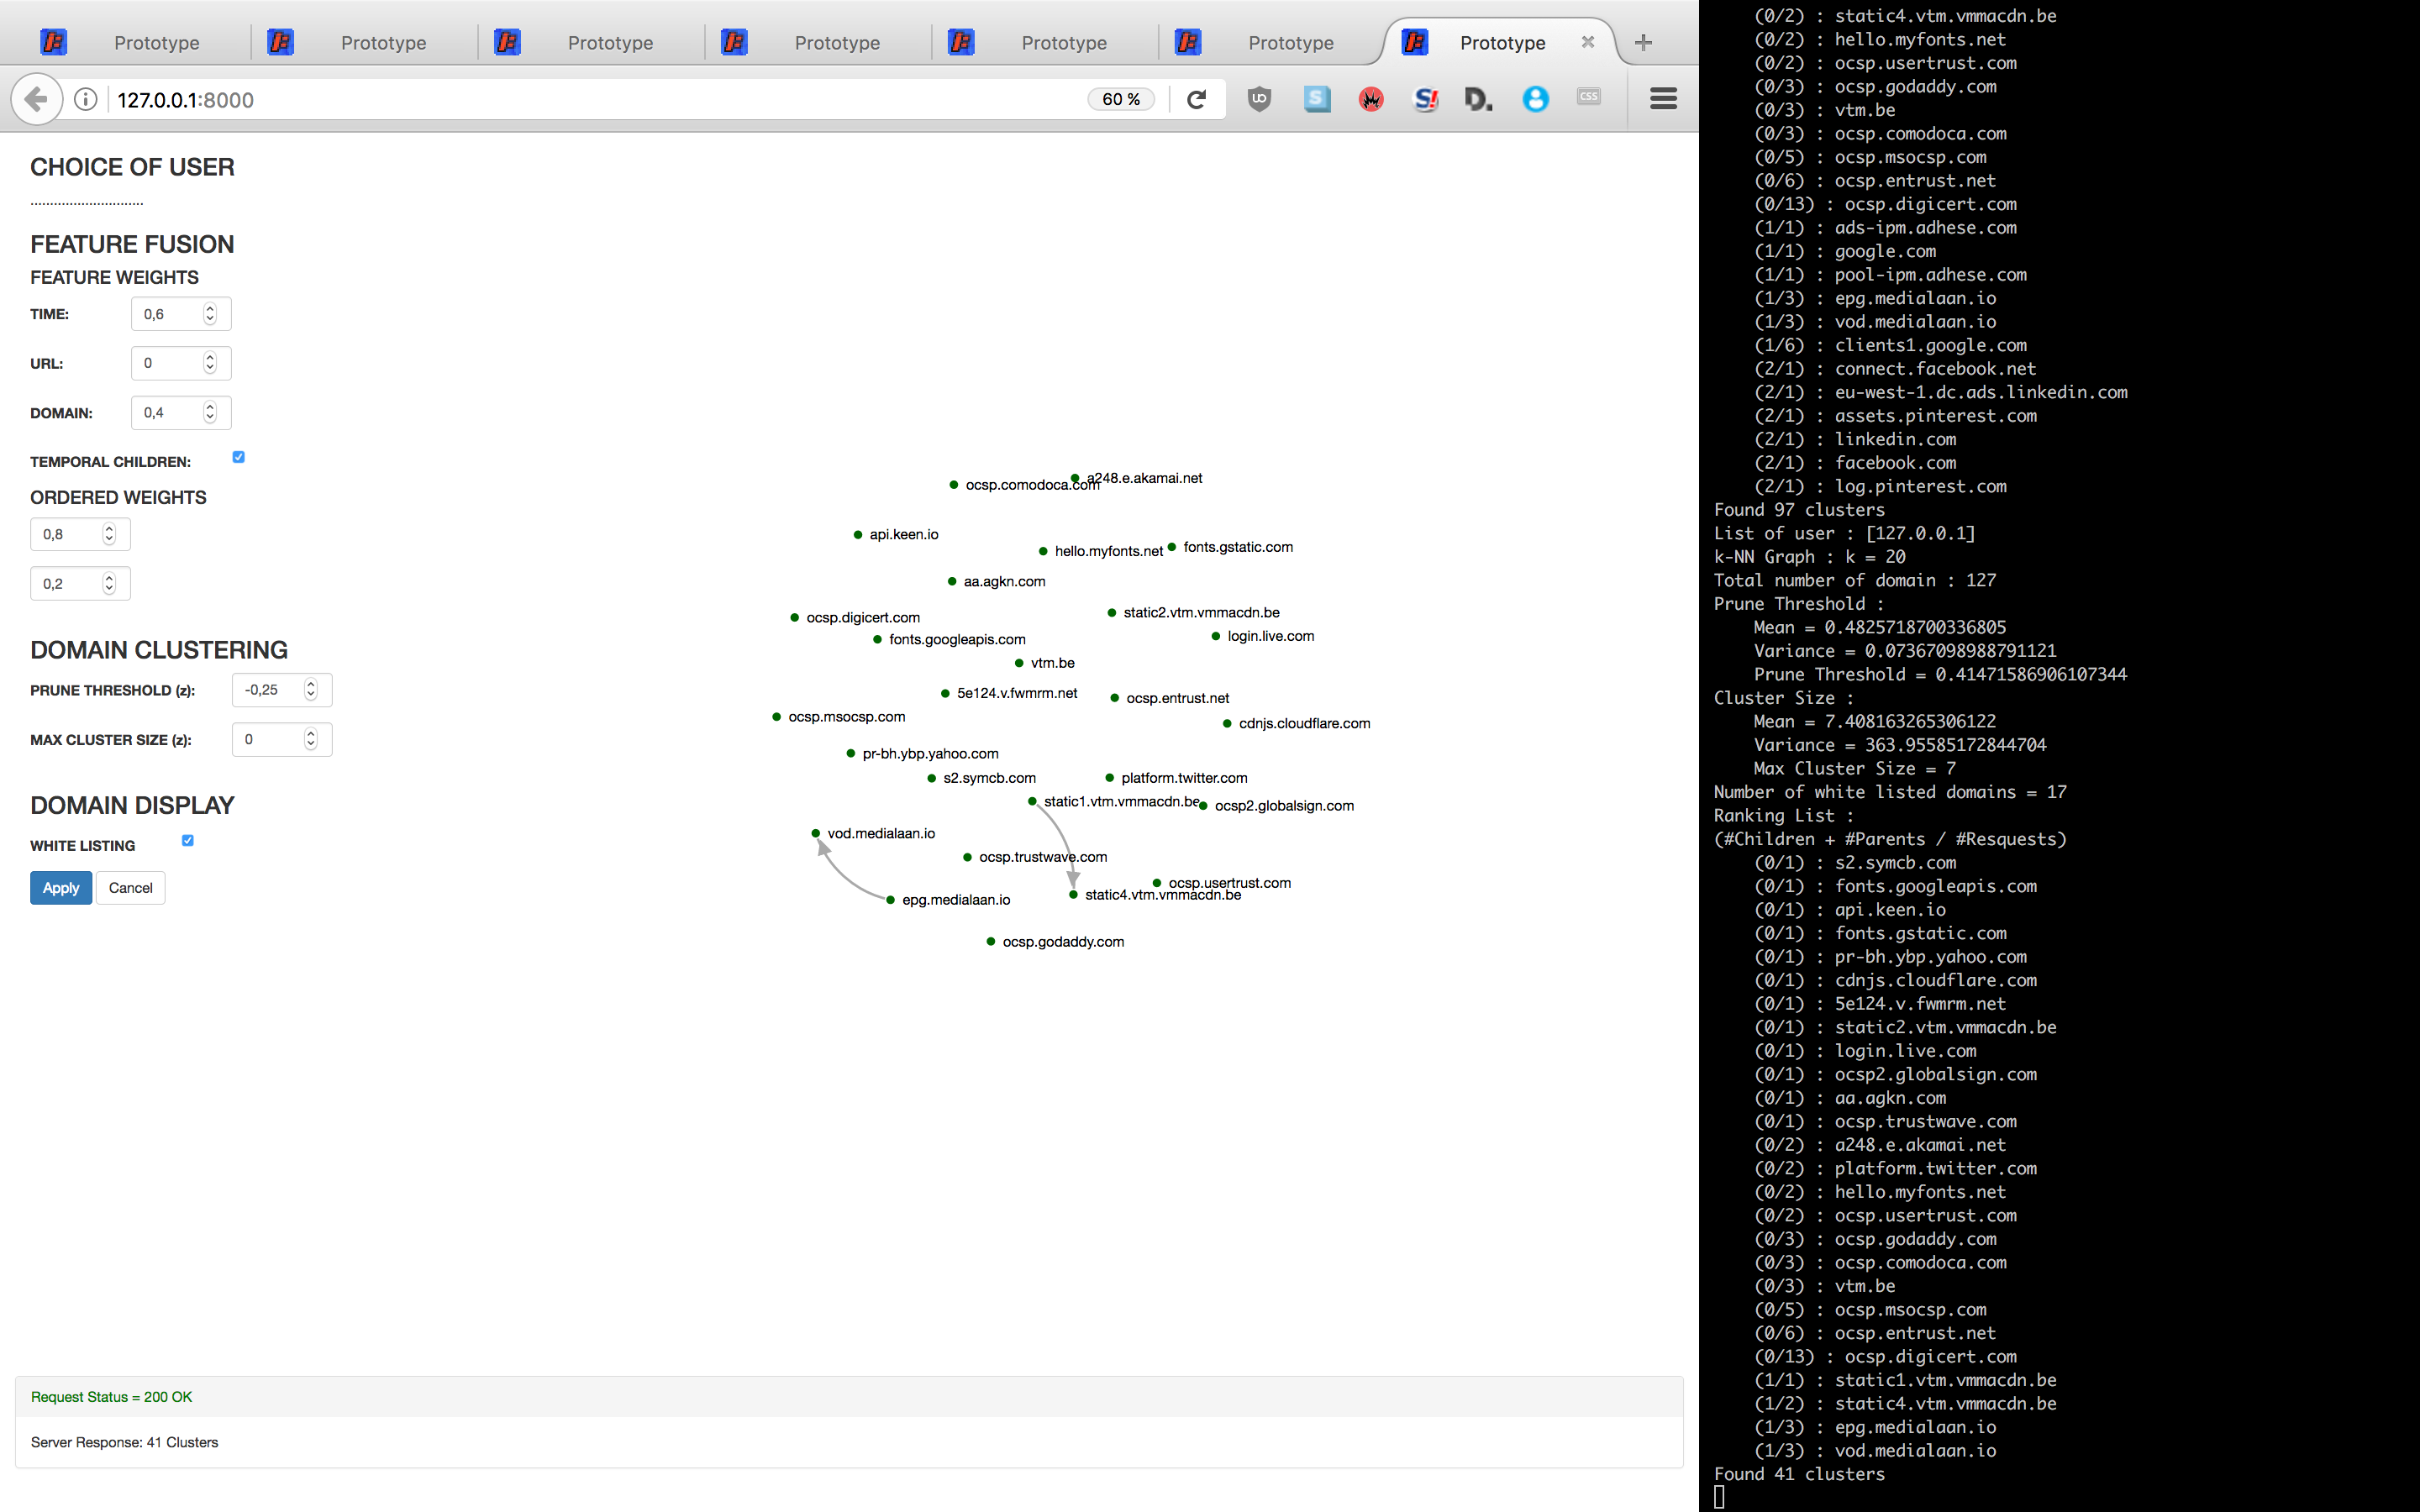 Prototype
Prototype
Prototype
Prototype
Prototype
Prototype
Prototype
127.0.0.1:8000
60 %
CHOICE OF USER
.............................
FEATURE FUSION
FEATURE WEIGHTS
TIME: 0,6
URL: 0
DOMAIN: 0,4
TEMPORAL CHILDREN:
ORDERED WEIGHTS
0,8
0,2
DOMAIN CLUSTERING
PRUNE THRESHOLD (z): -0,25
MAX CLUSTER SIZE (z): 0
DOMAIN DISPLAY
WHITE LISTING
Apply Cancel
a248.e.akamai.net
ocsp.comodoca.com
api.keen.io
fonts.gstatic.com
hello.myfonts.net
aa.agkn.com
static2.vtm.vmmacdn.be
ocsp.digicert.com
login.live.com
fonts.googleapis.com
vtm.be
5e124.v.fwmrm.net
ocsp.entrust.net
ocsp.msocsp.com
cdnjs.cloudflare.com
pr-bh.ybp.yahoo.com
s2.symcb.com
platform.twitter.com
static1.vtm.vmmacdn.be
ocsp2.globalsign.com
vod.medialaan.io
ocsp.trustwave.com
ocsp.usertrust.com
static4.vtm.vmmacdn.be
epg.medialaan.io
ocsp.godaddy.com
Request Status = 200 OK
Server Response: 41 Clusters
(0/2) : static4.vtm.vmmacdn.be
(0/2) : hello.myfonts.net
(0/2) : ocsp.usertrust.com
(0/3) : ocsp.godaddy.com
(0/3) : vtm.be
(0/3) : ocsp.comodoca.com
(0/5) : ocsp.msocsp.com
(0/6) : ocsp.entrust.net
(0/13) : ocsp.digicert.com
(1/1) : ads-ipm.adhese.com
(1/1) : google.com
(1/1) : pool-ipm.adhese.com
(1/3) : epg.medialaan.io
(1/3) : vod.medialaan.io
(1/6) : clients1.google.com
(2/1) : connect.facebook.net
(2/1) : eu-west-1.dc.ads.linkedin.com
(2/1) : assets.pinterest.com
(2/1) : linkedin.com
(2/1) : facebook.com
(2/1) : log.pinterest.com
Found 97 clusters
List of user : [127.0.0.1]
k-NN Graph : k = 20
Total number of domain : 127
Prune Threshold :
Mean = 0.4825718700336805
Variance = 0.07367098988791121
Prune Threshold = 0.41471586906107344
Cluster Size :
Mean = 7.408163265306122
Variance = 363.95585172844704
Max Cluster Size = 7
Number of white listed domains = 17
Ranking List :
(#Children + #Parents / #Resquests)
(0/1) : s2.symcb.com
(0/1) : fonts.googleapis.com
(0/1) : api.keen.io
(0/1) : fonts.gstatic.com
(0/1) : pr-bh.ybp.yahoo.com
(0/1) : cdnjs.cloudflare.com
(0/1) : 5e124.v.fwmrm.net
(0/1) : static2.vtm.vmmacdn.be
(0/1) : login.live.com
(0/1) : ocsp2.globalsign.com
(0/1) : aa.agkn.com
(0/1) : ocsp.trustwave.com
(0/2) : a248.e.akamai.net
(0/2) : platform.twitter.com
(0/2) : hello.myfonts.net
(0/2) : ocsp.usertrust.com
(0/3) : ocsp.godaddy.com
(0/3) : ocsp.comodoca.com
(0/3) : vtm.be
(0/5) : ocsp.msocsp.com
(0/6) : ocsp.entrust.net
(0/13) : ocsp.digicert.com
(1/1) : static1.vtm.vmmacdn.be
(1/2) : static4.vtm.vmmacdn.be
(1/3) : epg.medialaan.io
(1/3) : vod.medialaan.io
Found 41 clusters